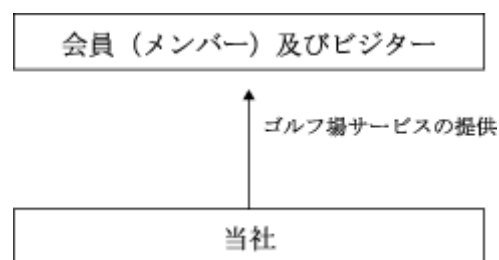 会員（メンバー）及びビジター
ゴルフ場サービスの提供
当社